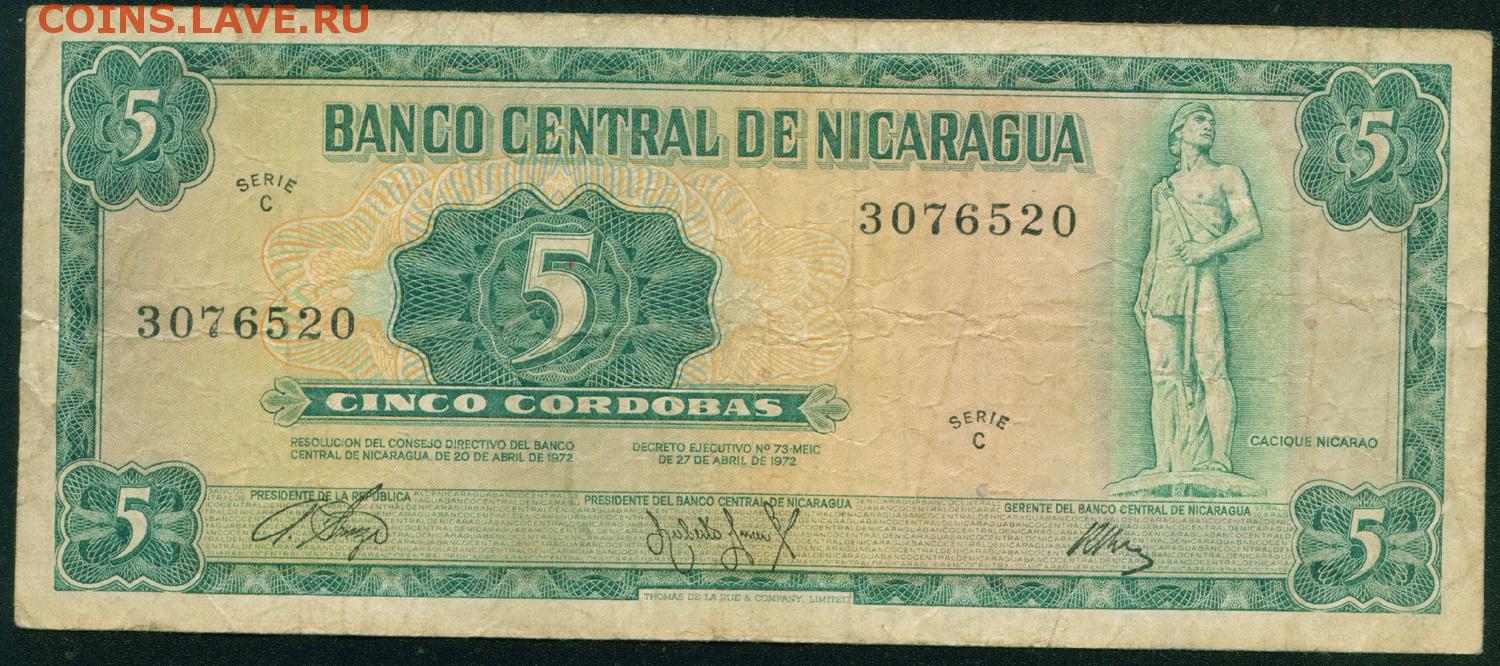 COINS.LAVE.RU
5
5
BANCO CENTRAL DE NICARAGUA
SERIE
C
3076520
5
3076520
CINCO CORDOBAS
RESOLUCION DEL CONSEJO DIRECTIVO DEL BANCO
CENTRAL DE NICARAGUA, DE 20 DE ABRIL DE 1972
DECRETO EJECUTIVO Nº 73-MEIC
DE 27 DE ABRIL DE 1972
SERIE
C
CACIQUE NICARAO
5
PRESIDENTE DE LA REPÚBLICA
PRESIDENTE DEL BANCO CENTRAL DE NICARAGUA
GERENTE DEL BANCO CENTRAL DE NICARAGUA
5
THOMAS DE LA RUE & COMPANY, LIMITED